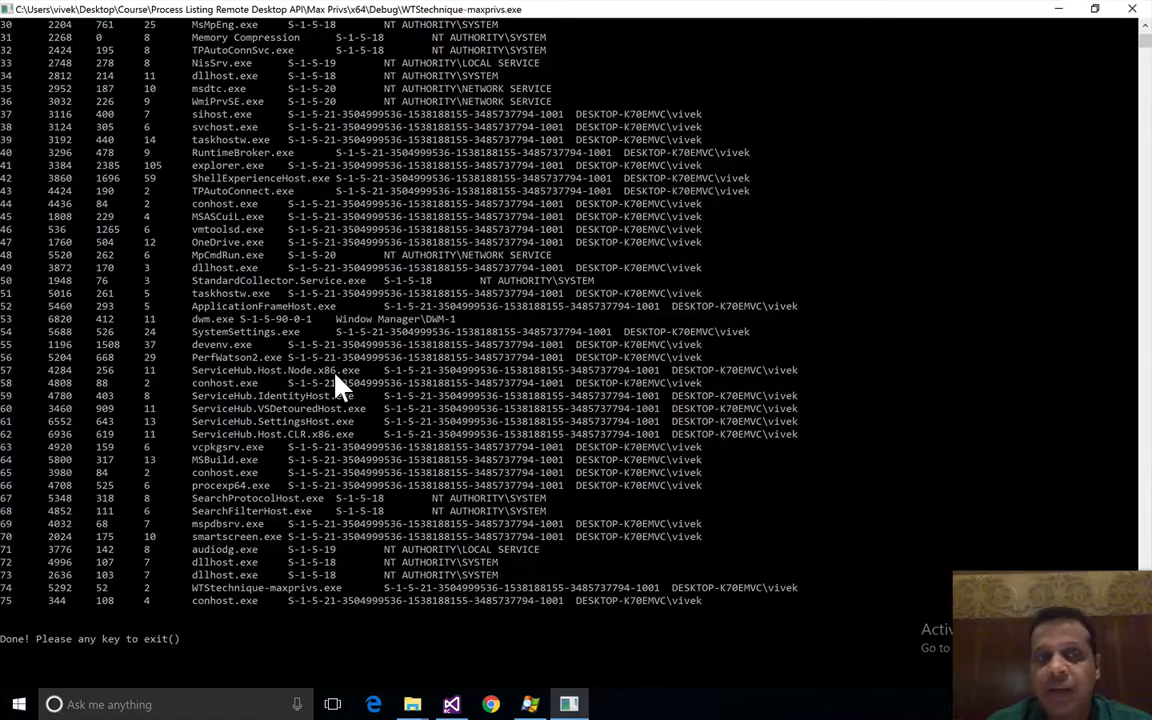 C:\Users\vivek\Desktop\Course\Process Listing Remote Desktop API\Max Privs\x64\Debug\WTStechnique-maxprivs.exe
30 2204 761 25 MsMpEng.exe S-1-5-18 NT AUTHORITY\SYSTEM
31 2268 0 8 Memory Compression S-1-5-18 NT AUTHORITY\SYSTEM
32 2424 195 8 TPAutoConnSvc.exe S-1-5-18 NT AUTHORITY\SYSTEM
33 2748 278 8 NisSrv.exe S-1-5-19 NT AUTHORITY\LOCAL SERVICE
34 2812 214 11 dllhost.exe S-1-5-18 NT AUTHORITY\SYSTEM
35 2952 187 10 msdtc.exe S-1-5-20 NT AUTHORITY\NETWORK SERVICE
36 3032 226 9 WmiPrvSE.exe S-1-5-20 NT AUTHORITY\NETWORK SERVICE
37 3116 400 7 sihost.exe S-1-5-21-3504999536-1538188155-3485737794-1001 DESKTOP-K70EMVC\vivek
38 3124 305 6 svchost.exe S-1-5-21-3504999536-1538188155-3485737794-1001 DESKTOP-K70EMVC\vivek
39 3192 440 14 taskhostw.exe S-1-5-21-3504999536-1538188155-3485737794-1001 DESKTOP-K70EMVC\vivek
40 3296 478 9 RuntimeBroker.exe S-1-5-21-3504999536-1538188155-3485737794-1001 DESKTOP-K70EMVC\vivek
41 3384 2385 105 explorer.exe S-1-5-21-3504999536-1538188155-3485737794-1001 DESKTOP-K70EMVC\vivek
42 3860 1696 59 ShellExperienceHost.exe S-1-5-21-3504999536-1538188155-3485737794-1001 DESKTOP-K70EMVC\vivek
43 4424 190 2 TPAutoConnect.exe S-1-5-21-3504999536-1538188155-3485737794-1001 DESKTOP-K70EMVC\vivek
44 4436 84 2 conhost.exe S-1-5-21-3504999536-1538188155-3485737794-1001 DESKTOP-K70EMVC\vivek
45 1808 229 4 MSASCuiL.exe S-1-5-21-3504999536-1538188155-3485737794-1001 DESKTOP-K70EMVC\vivek
46 536 1265 6 vmtoolsd.exe S-1-5-21-3504999536-1538188155-3485737794-1001 DESKTOP-K70EMVC\vivek
47 1760 504 12 OneDrive.exe S-1-5-21-3504999536-1538188155-3485737794-1001 DESKTOP-K70EMVC\vivek
48 5520 262 6 MpCmdRun.exe S-1-5-20 NT AUTHORITY\NETWORK SERVICE
49 3872 170 3 dllhost.exe S-1-5-21-3504999536-1538188155-3485737794-1001 DESKTOP-K70EMVC\vivek
50 1948 76 3 StandardCollector.Service.exe S-1-5-18 NT AUTHORITY\SYSTEM
51 5016 261 5 taskhostw.exe S-1-5-21-3504999536-1538188155-3485737794-1001 DESKTOP-K70EMVC\vivek
52 5460 293 5 ApplicationFrameHost.exe S-1-5-21-3504999536-1538188155-3485737794-1001 DESKTOP-K70EMVC\vivek
53 6820 412 11 dwm.exe S-1-5-90-0-1 Window Manager\DWM-1
54 5688 526 24 SystemSettings.exe S-1-5-21-3504999536-1538188155-3485737794-1001 DESKTOP-K70EMVC\vivek
55 1196 1508 37 devenv.exe S-1-5-21-3504999536-1538188155-3485737794-1001 DESKTOP-K70EMVC\vivek
56 5204 668 29 PerfWatson2.exe S-1-5-21-3504999536-1538188155-3485737794-1001 DESKTOP-K70EMVC\vivek
57 4284 256 11 ServiceHub.Host.Node.x86.exe S-1-5-21-3504999536-1538188155-3485737794-1001 DESKTOP-K70EMVC\vivek
58 4808 88 2 conhost.exe S-1-5-21-3504999536-1538188155-3485737794-1001 DESKTOP-K70EMVC\vivek
59 4780 403 8 ServiceHub.IdentityHost.exe S-1-5-21-3504999536-1538188155-3485737794-1001 DESKTOP-K70EMVC\vivek
60 3460 909 11 ServiceHub.VSDetouredHost.exe S-1-5-21-3504999536-1538188155-3485737794-1001 DESKTOP-K70EMVC\vivek
61 6552 643 13 ServiceHub.SettingsHost.exe S-1-5-21-3504999536-1538188155-3485737794-1001 DESKTOP-K70EMVC\vivek
62 6936 619 11 ServiceHub.Host.CLR.x86.exe S-1-5-21-3504999536-1538188155-3485737794-1001 DESKTOP-K70EMVC\vivek
63 4920 159 6 vcpkgsrv.exe S-1-5-21-3504999536-1538188155-3485737794-1001 DESKTOP-K70EMVC\vivek
64 5800 317 13 MSBuild.exe S-1-5-21-3504999536-1538188155-3485737794-1001 DESKTOP-K70EMVC\vivek
65 3980 84 2 conhost.exe S-1-5-21-3504999536-1538188155-3485737794-1001 DESKTOP-K70EMVC\vivek
66 4708 525 6 procexp64.exe S-1-5-21-3504999536-1538188155-3485737794-1001 DESKTOP-K70EMVC\vivek
67 5348 318 8 SearchProtocolHost.exe S-1-5-18 NT AUTHORITY\SYSTEM
68 4852 111 6 SearchFilterHost.exe S-1-5-18 NT AUTHORITY\SYSTEM
69 4032 68 7 mspdbsrv.exe S-1-5-21-3504999536-1538188155-3485737794-1001 DESKTOP-K70EMVC\vivek
70 2024 175 10 smartscreen.exe S-1-5-21-3504999536-1538188155-3485737794-1001 DESKTOP-K70EMVC\vivek
71 3776 142 8 audiodg.exe S-1-5-19 NT AUTHORITY\LOCAL SERVICE
72 4996 107 7 dllhost.exe S-1-5-18 NT AUTHORITY\SYSTEM
73 2636 103 7 dllhost.exe S-1-5-18 NT AUTHORITY\SYSTEM
74 5292 52 2 WTStechnique-maxprivs.exe S-1-5-21-3504999536-1538188155-3485737794-1001 DESKTOP-K70EMVC\vivek
75 344 108 4 conhost.exe S-1-5-21-3504999536-1538188155-3485737794-1001 DESKTOP-K70EMVC\vivek
Done! Please any key to exit()
Activ
Go to
Ask me anything